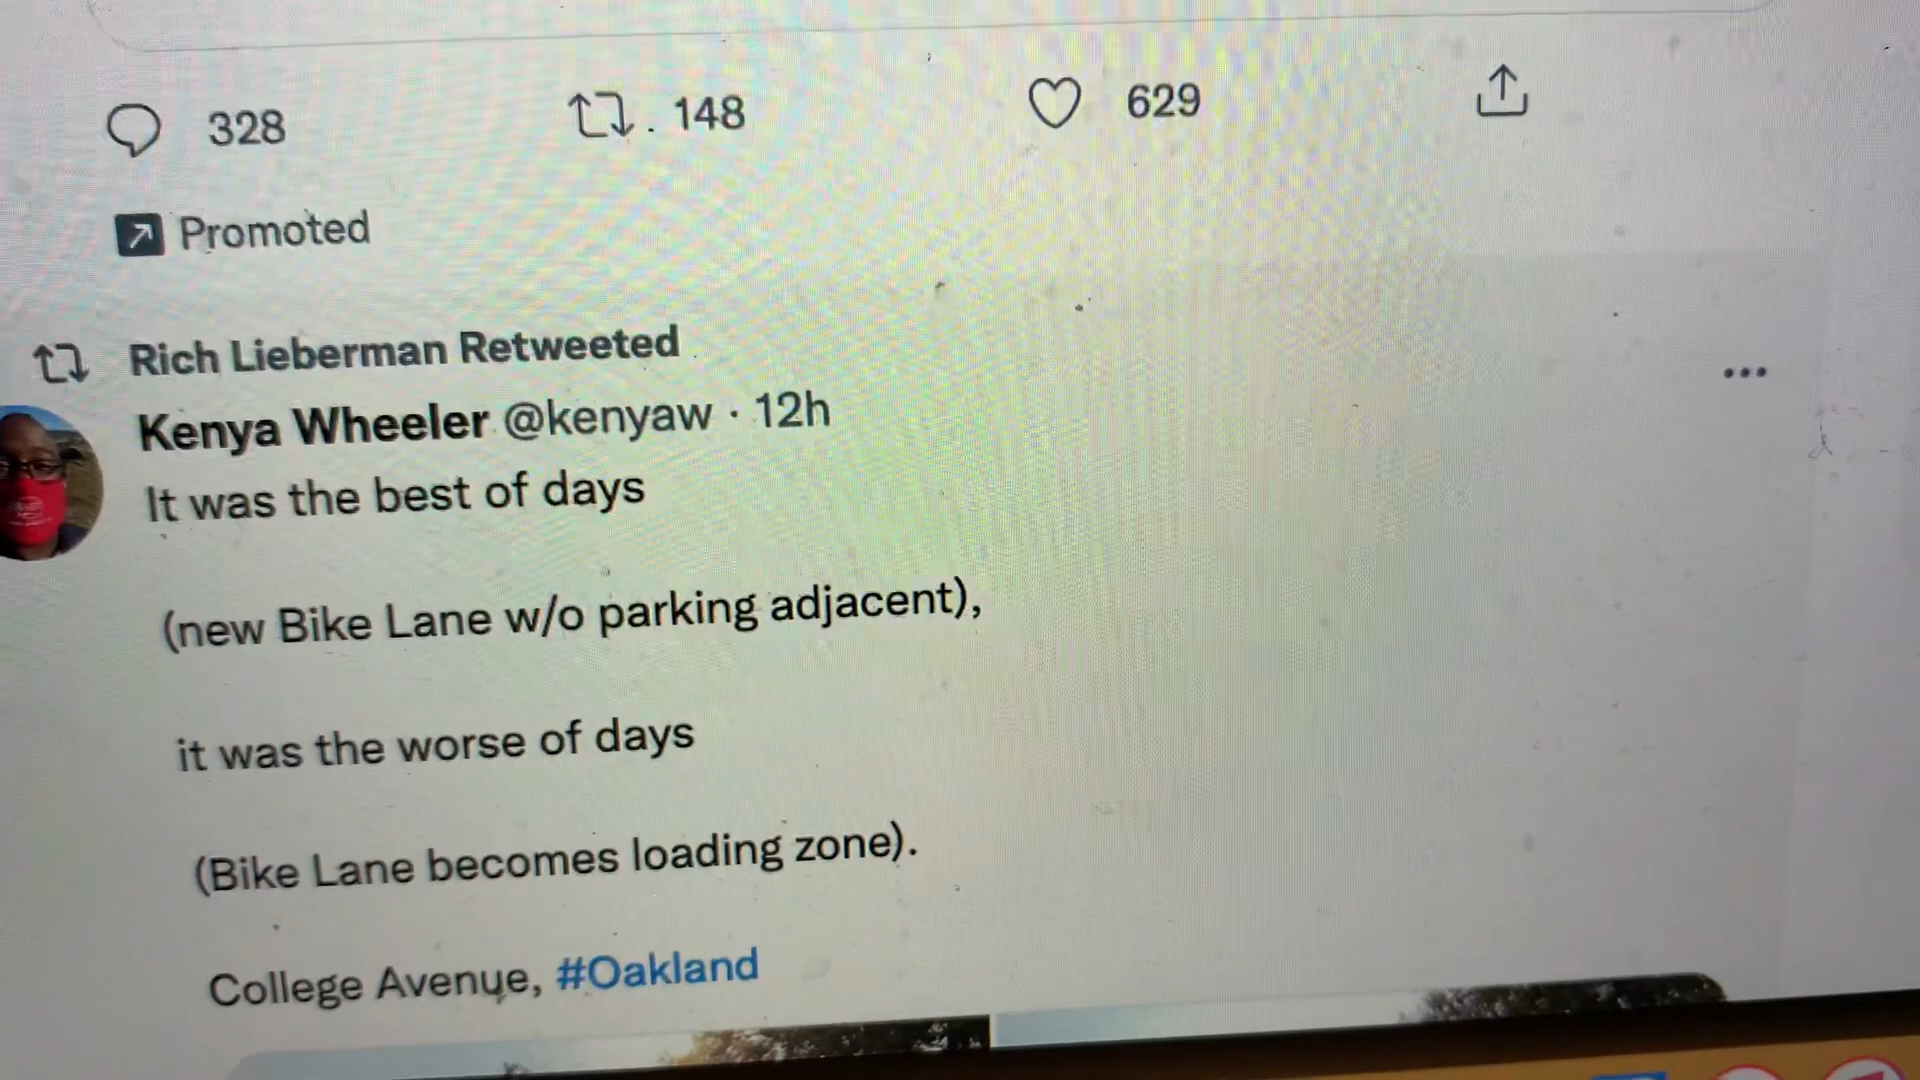 328 148 629
Promoted
Rich Lieberman Retweeted
Kenya Wheeler @kenyaw · 12h
It was the best of days
(new Bike Lane w/o parking adjacent),
it was the worse of days
(Bike Lane becomes loading zone).
College Avenue, #Oakland